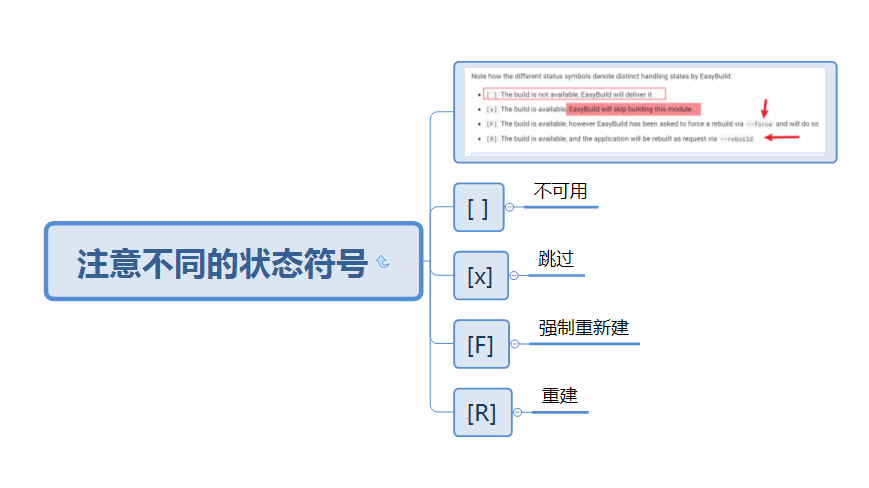 Note how the different status symbols denote distinct handling states by EasyBuild:
[ ] The build is not available, EasyBuild will deliver it
[x] The build is available, EasyBuild will skip building this module
[F] The build is available, however EasyBuild has been asked to force a rebuild via --force and will do so
[R] The build is available, and the application will be rebuilt as request via --rebuild
注意不同的状态符号
[ ] 不可用
[x] 跳过
[F] 强制重新建
[R] 重建